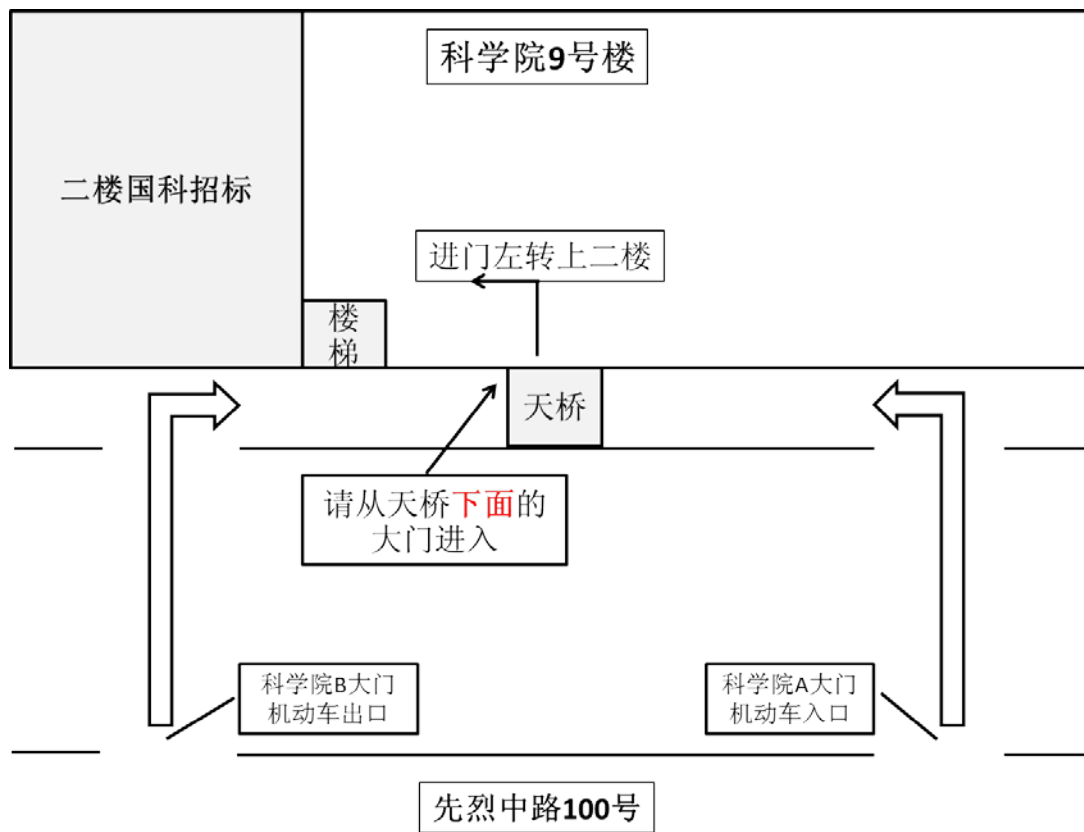 科学院9号楼
二楼国科招标
进门左转上二楼
楼
梯
天桥
请从天桥下面的
大门进入
科学院B大门
机动车出口
科学院A大门
机动车入口
先烈中路100号